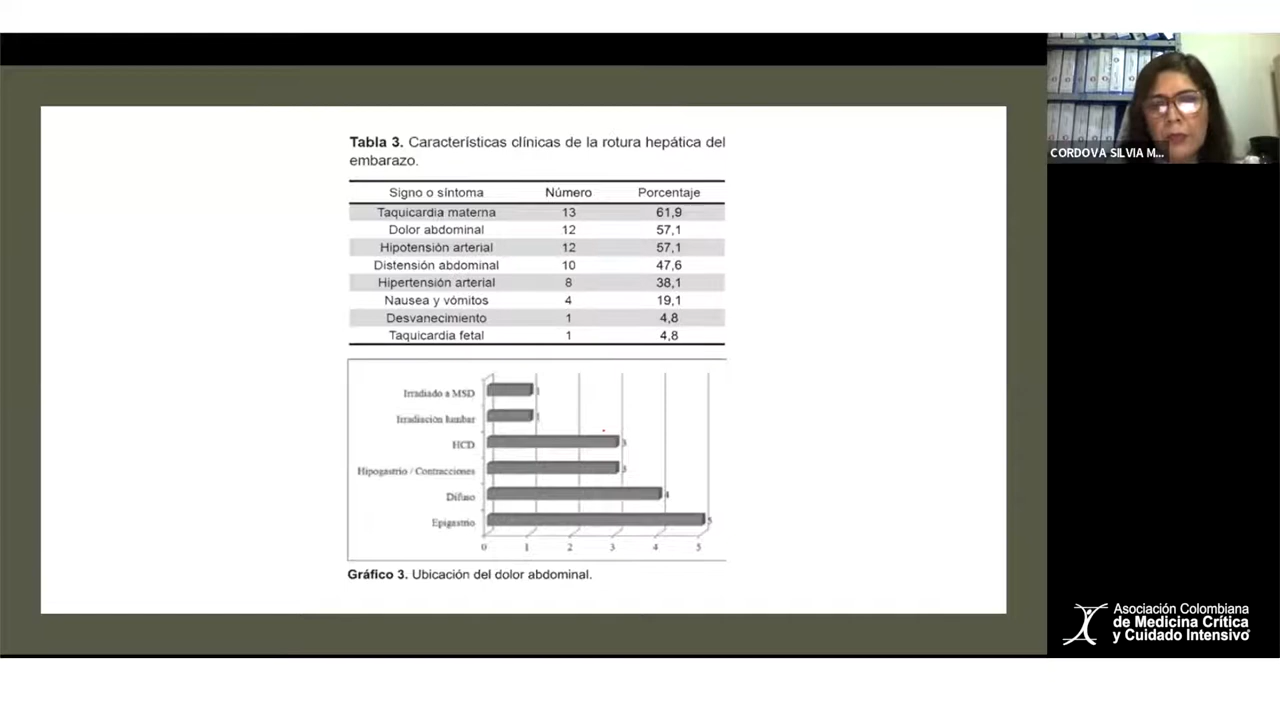 Tabla 3. Características clínicas de la rotura hepática del
embarazo.
Signo o síntoma Número Porcentaje
Taquicardia materna 13 61,9
Dolor abdominal 12 57,1
Hipotensión arterial 12 57,1
Distensión abdominal 10 47,6
Hipertensión arterial 8 38,1
Nausea y vómitos 4 19,1
Desvanecimiento 1 4,8
Taquicardia fetal 1 4,8
Irradiado a MSD 1
Irradiación lumbar 1
HCD 3
Hipogastrio / Contracciones 3
Difuso 4
Epigastrio 5
0 1 2 3 4 5
Gráfico 3. Ubicación del dolor abdominal.
CORDOVA SILVIA M...
Asociación Colombiana
de Medicina Crítica
y Cuidado Intensivo